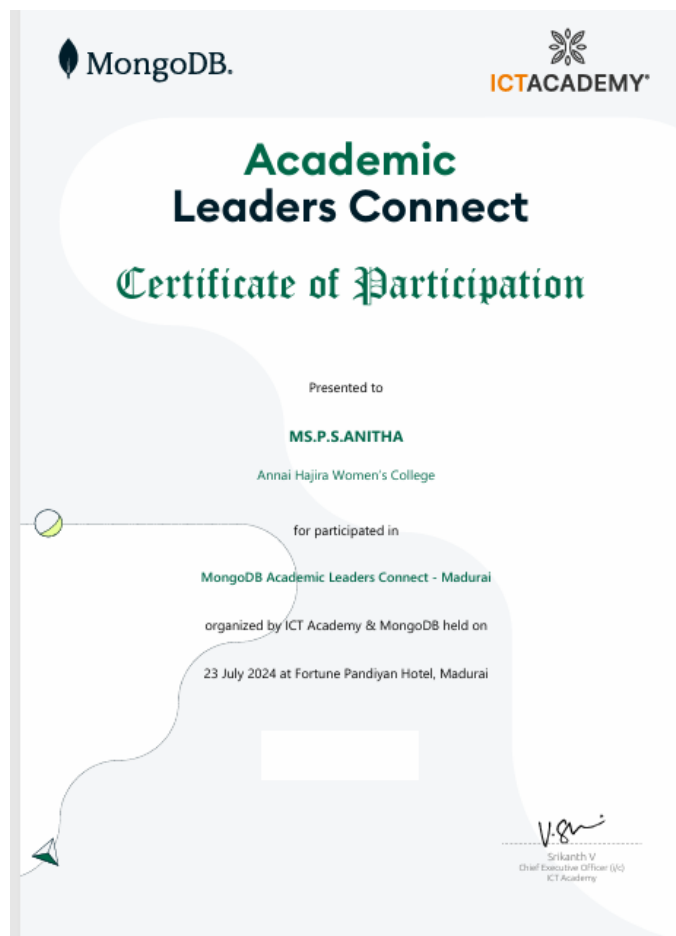 MongoDB.
ICTACADEMY®
Academic
Leaders Connect
Certificate of Participation
Presented to
MS.P.S.ANITHA
Annai Hajira Women's College
for participated in
MongoDB Academic Leaders Connect - Madurai
organized by ICT Academy & MongoDB held on
23 July 2024 at Fortune Pandiyan Hotel, Madurai
Srikanth V
Chief Executive Officer (i/c)
ICT Academy